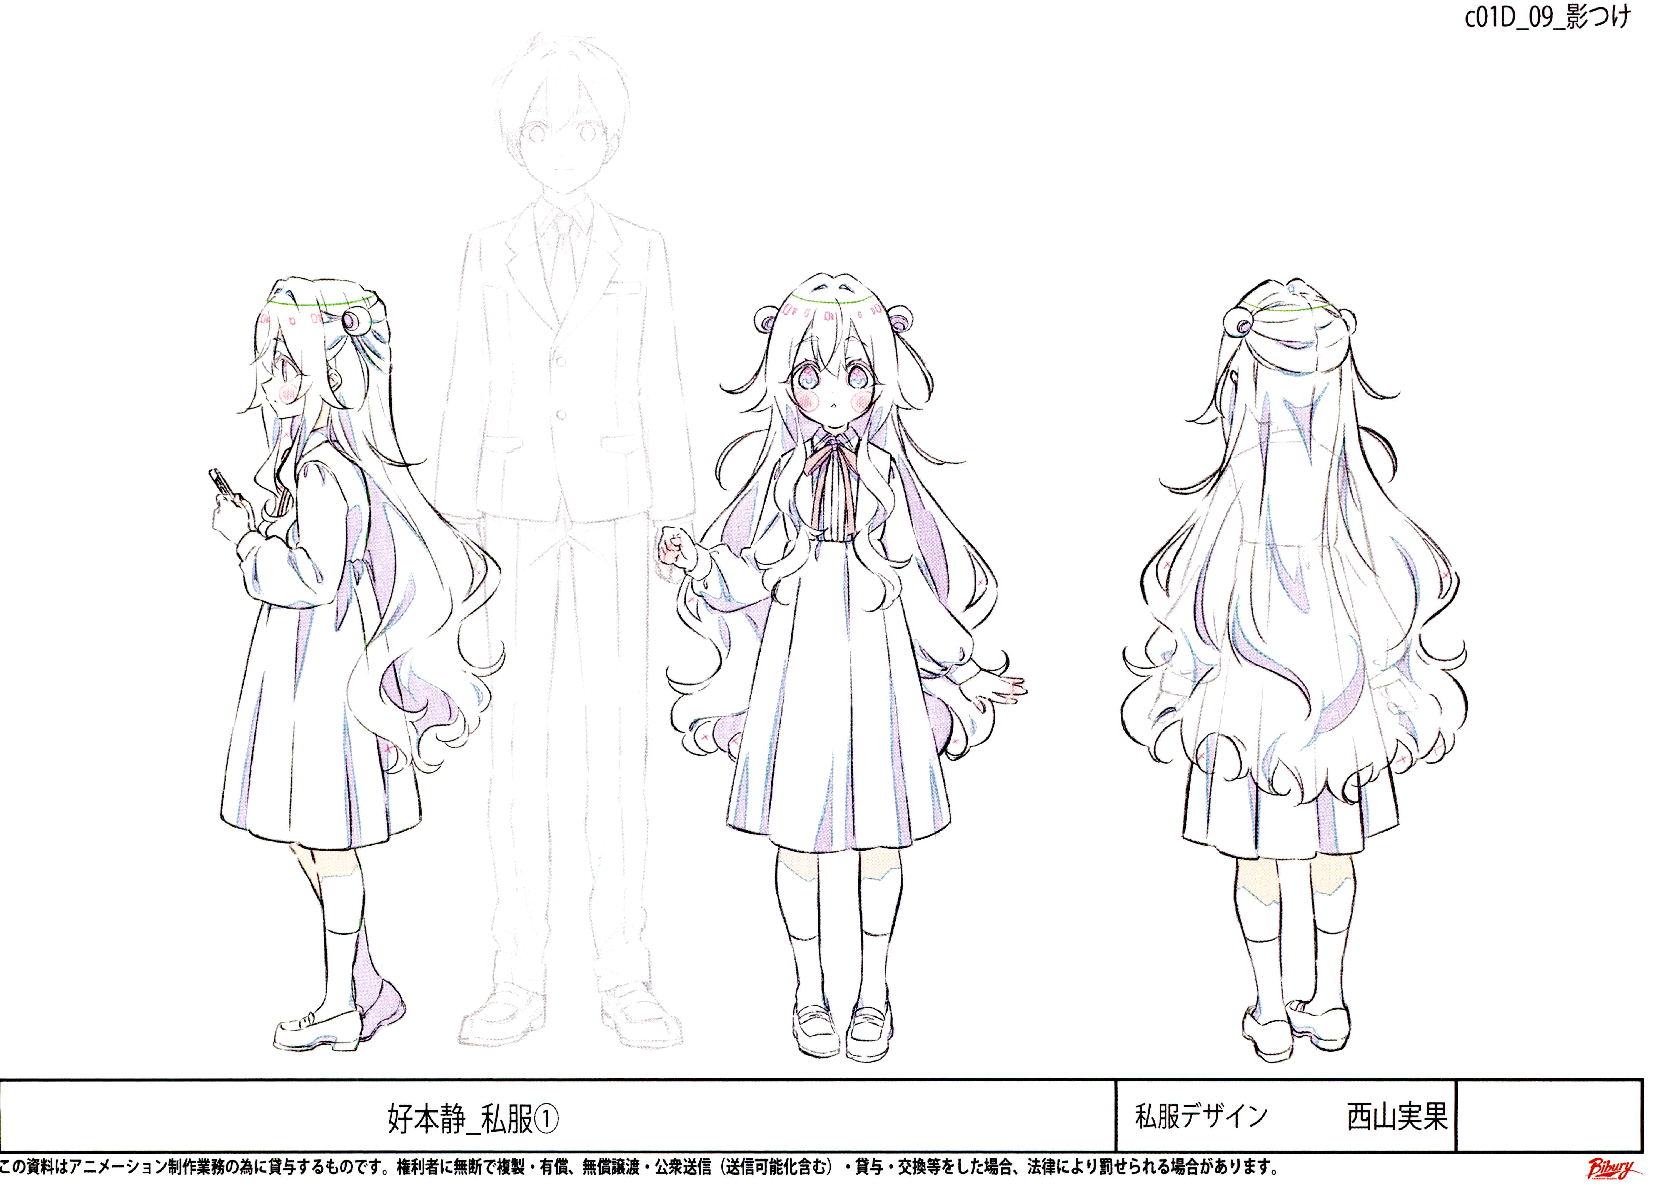 c01D_09_影つけ
好本静_私服①
私服デザイン 西山実果
この資料はアニメーション制作業務の為に貸与するものです。権利者に無断で複製・有償、無償譲渡・公衆送信（送信可能化含む）・貸与・交換等をした場合、法律により罰せられる場合があります。
Bibury